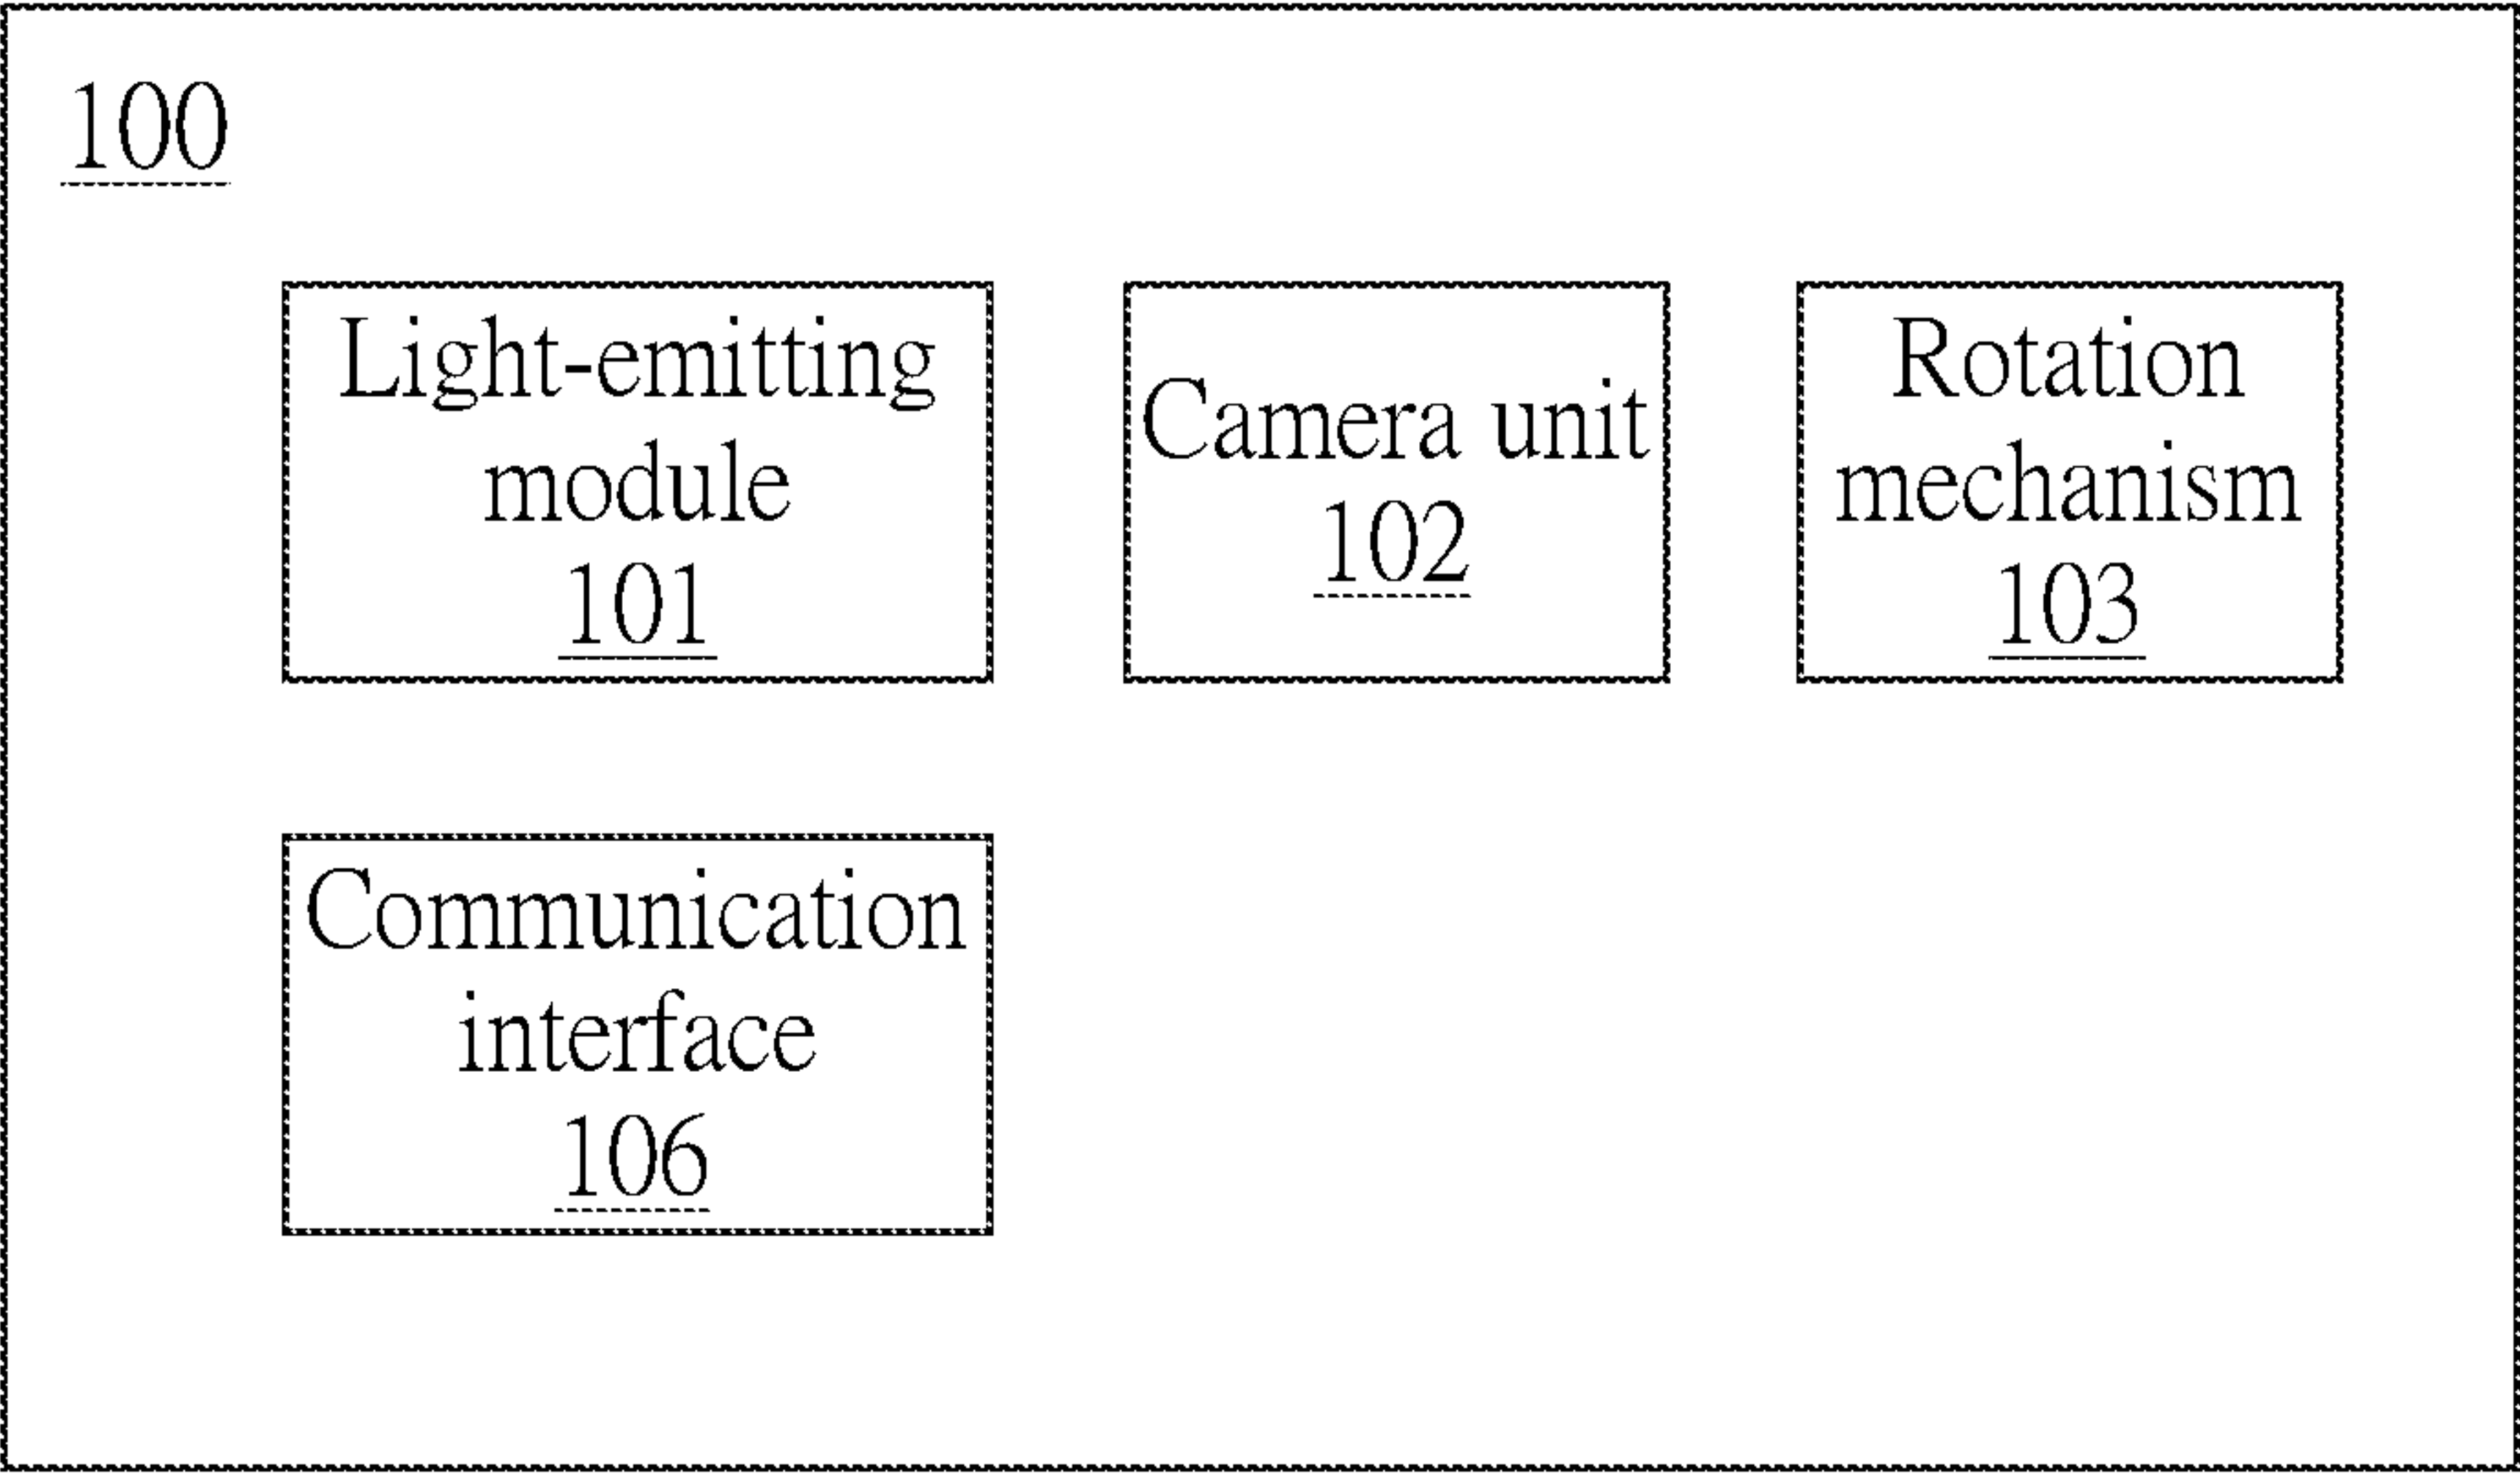 100
Light-emitting
module
101
Camera unit
102
Rotation
mechanism
103
Communication
interface
106